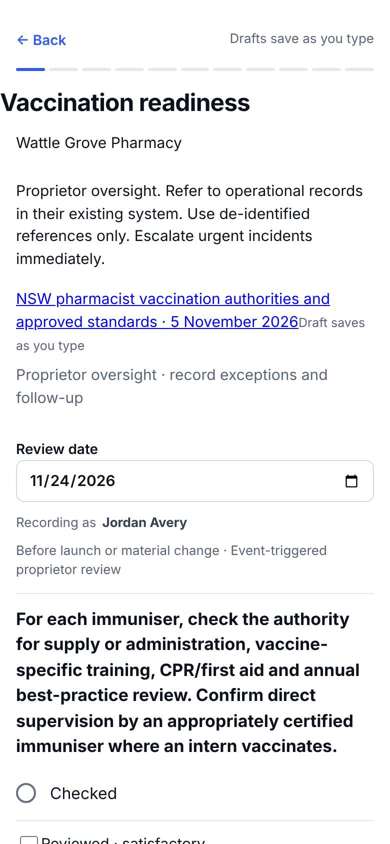 ← Back
Drafts save as you type
Vaccination readiness
Wattle Grove Pharmacy
Proprietor oversight. Refer to operational records
in their existing system. Use de-identified
references only. Escalate urgent incidents
immediately.
NSW pharmacist vaccination authorities and
approved standards · 5 November 2026Draft saves
as you type
Proprietor oversight · record exceptions and
follow-up
Review date
11/24/2026
Recording as Jordan Avery
Before launch or material change · Event-triggered
proprietor review
For each immuniser, check the authority
for supply or administration, vaccine-
specific training, CPR/first aid and annual
best-practice review. Confirm direct
supervision by an appropriately certified
immuniser where an intern vaccinates.
Checked
Reviewed · satisfactory